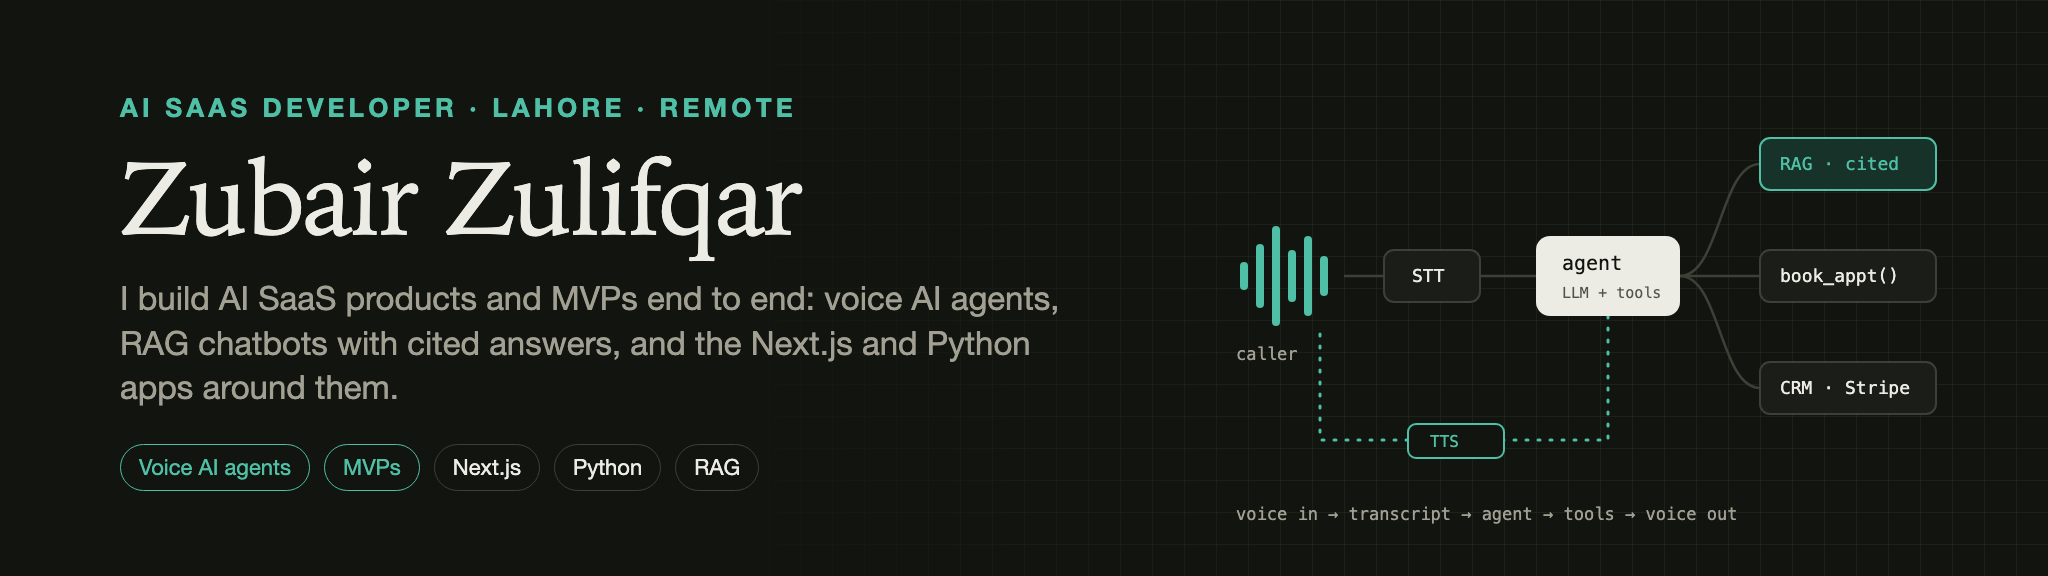 AI SAAS DEVELOPER · LAHORE · REMOTE
Zubair Zulifqar
I build AI SaaS products and MVPs end to end: voice AI agents,
RAG chatbots with cited answers, and the Next.js and Python
apps around them.
Voice AI agents
MVPs
Next.js
Python
RAG
caller
STT
agent
LLM + tools
RAG · cited
book_appt()
CRM · Stripe
TTS
voice in → transcript → agent → tools → voice out